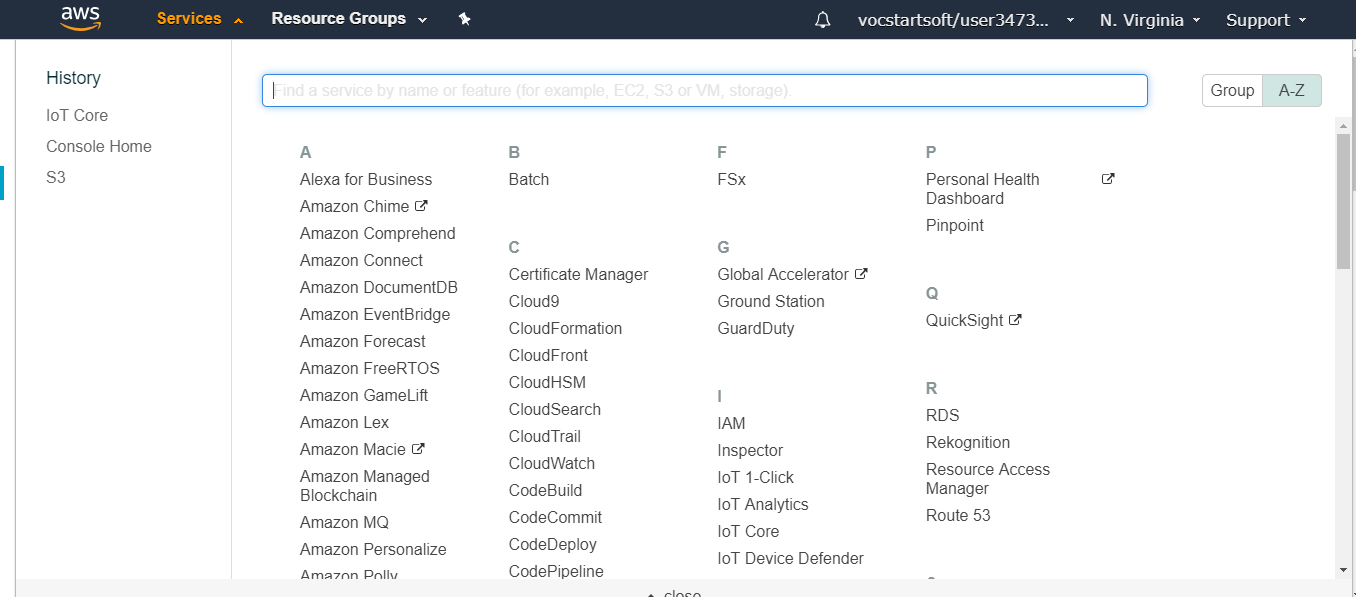 aws
Services
Resource Groups
vocstartsoft/user3473...
N. Virginia
Support
History
IoT Core
Console Home
S3
Find a service by name or feature (for example, EC2, S3 or VM, storage).
Group
A-Z
A
Alexa for Business
Amazon Chime
Amazon Comprehend
Amazon Connect
Amazon DocumentDB
Amazon EventBridge
Amazon Forecast
Amazon FreeRTOS
Amazon GameLift
Amazon Lex
Amazon Macie
Amazon Managed
Blockchain
Amazon MQ
Amazon Personalize
Amazon Polly
B
Batch
C
Certificate Manager
Cloud9
CloudFormation
CloudFront
CloudHSM
CloudSearch
CloudTrail
CloudWatch
CodeBuild
CodeCommit
CodeDeploy
CodePipeline
F
FSx
G
Global Accelerator
Ground Station
GuardDuty
I
IAM
Inspector
IoT 1-Click
IoT Analytics
IoT Core
IoT Device Defender
P
Personal Health
Dashboard
Pinpoint
Q
QuickSight
R
RDS
Rekognition
Resource Access
Manager
Route 53
close